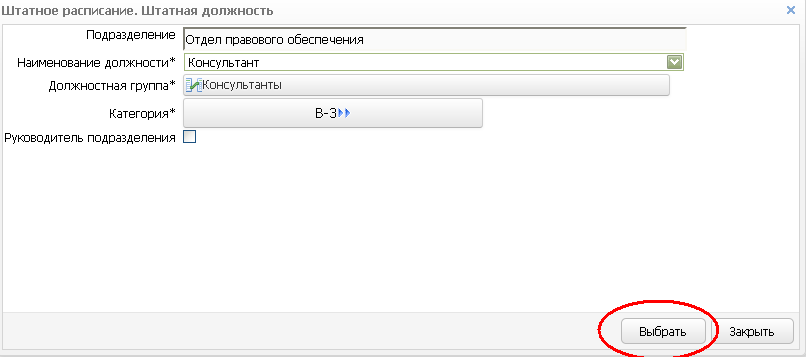 Штатное расписание. Штатная должность
Подразделение Отдел правового обеспечения
Наименование должности* Консультант
Должностная группа* Консультанты
Категория* В-3
Руководитель подразделения
Выбрать Закрыть